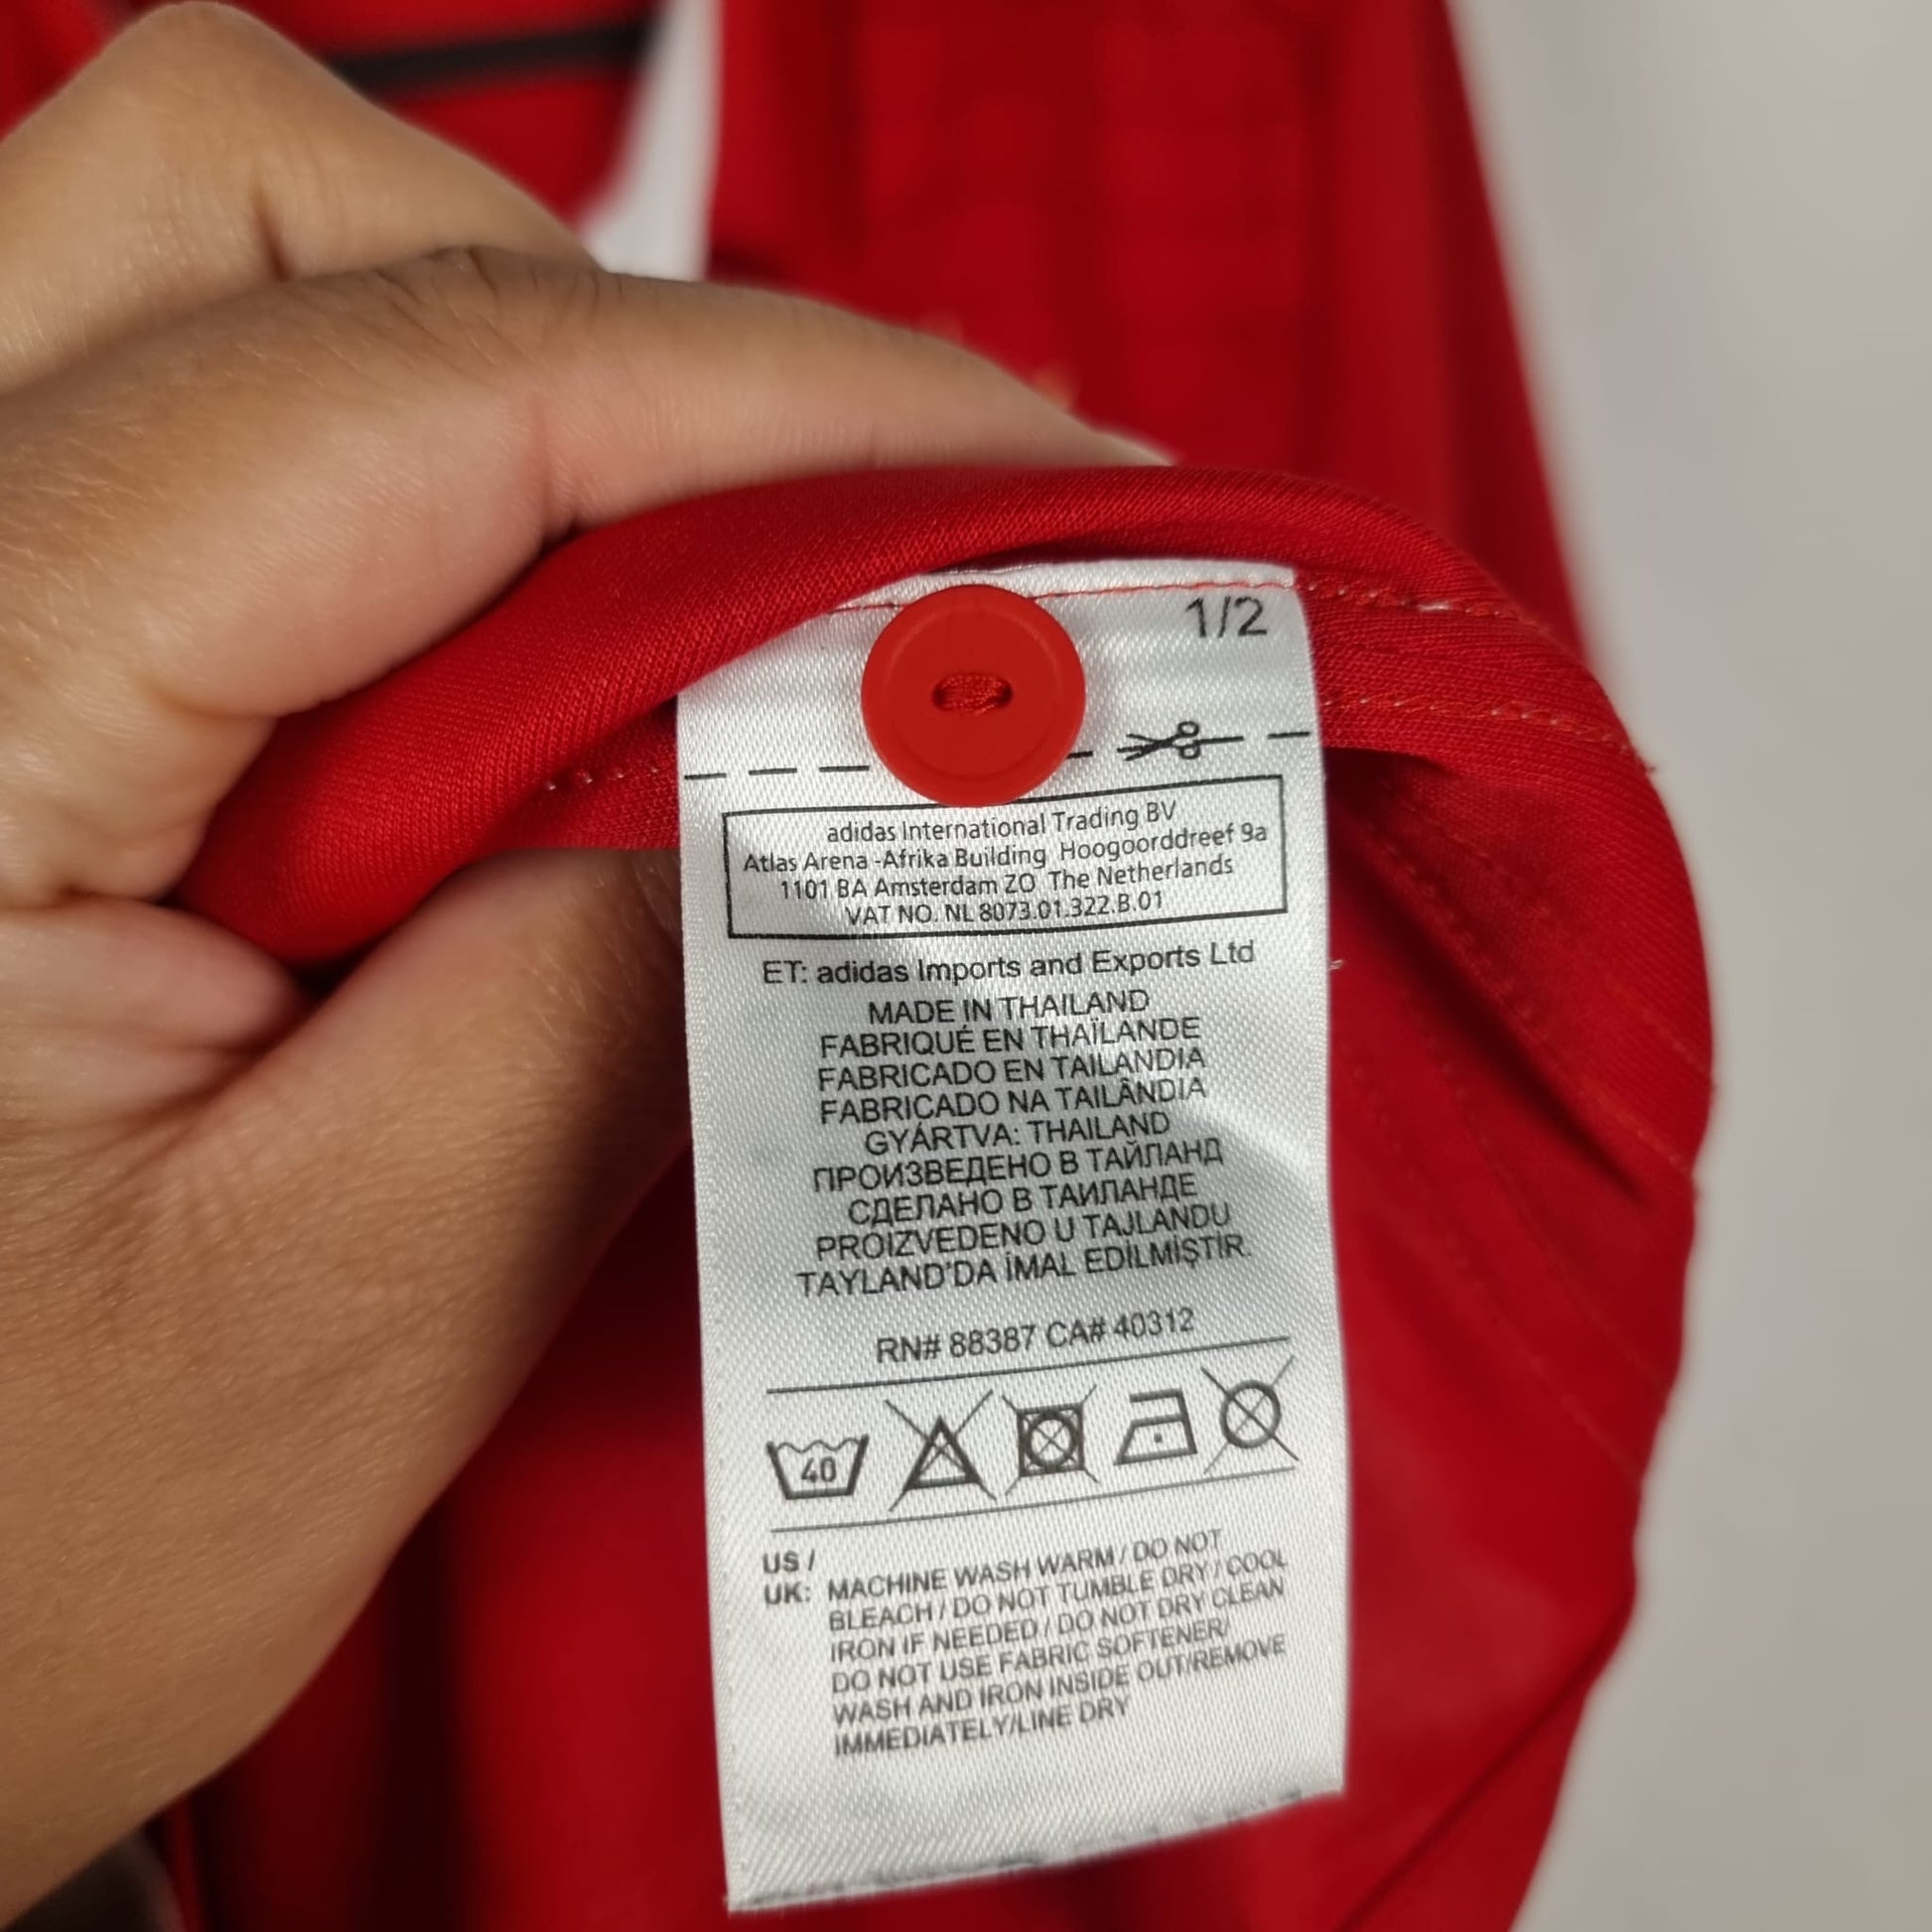 1/2
adidas International Trading BV
Atlas Arena -Afrika Building Hoogoorddreef 9a
1101 BA Amsterdam ZO The Netherlands
VAT NO. NL 8073.01.322.B.01
ET: adidas Imports and Exports Ltd
MADE IN THAILAND
FABRIQUÉ EN THAÏLANDE
FABRICADO EN TAILANDIA
FABRICADO NA TAILÂNDIA
GYÁRTVA: THAILAND
ПРОИЗВЕДЕНО В ТАЙЛАНД
СДЕЛАНО В ТАИЛАНДЕ
PROIZVEDENO U TAJLANDU
TAYLAND'DA İMAL EDİLMİŞTİR.
RN# 88387 CA# 40312
40
US /
UK: MACHINE WASH WARM / DO NOT
BLEACH / DO NOT TUMBLE DRY / COOL
IRON IF NEEDED / DO NOT DRY CLEAN
DO NOT USE FABRIC SOFTENER/
WASH AND IRON INSIDE OUT/REMOVE
IMMEDIATELY/LINE DRY